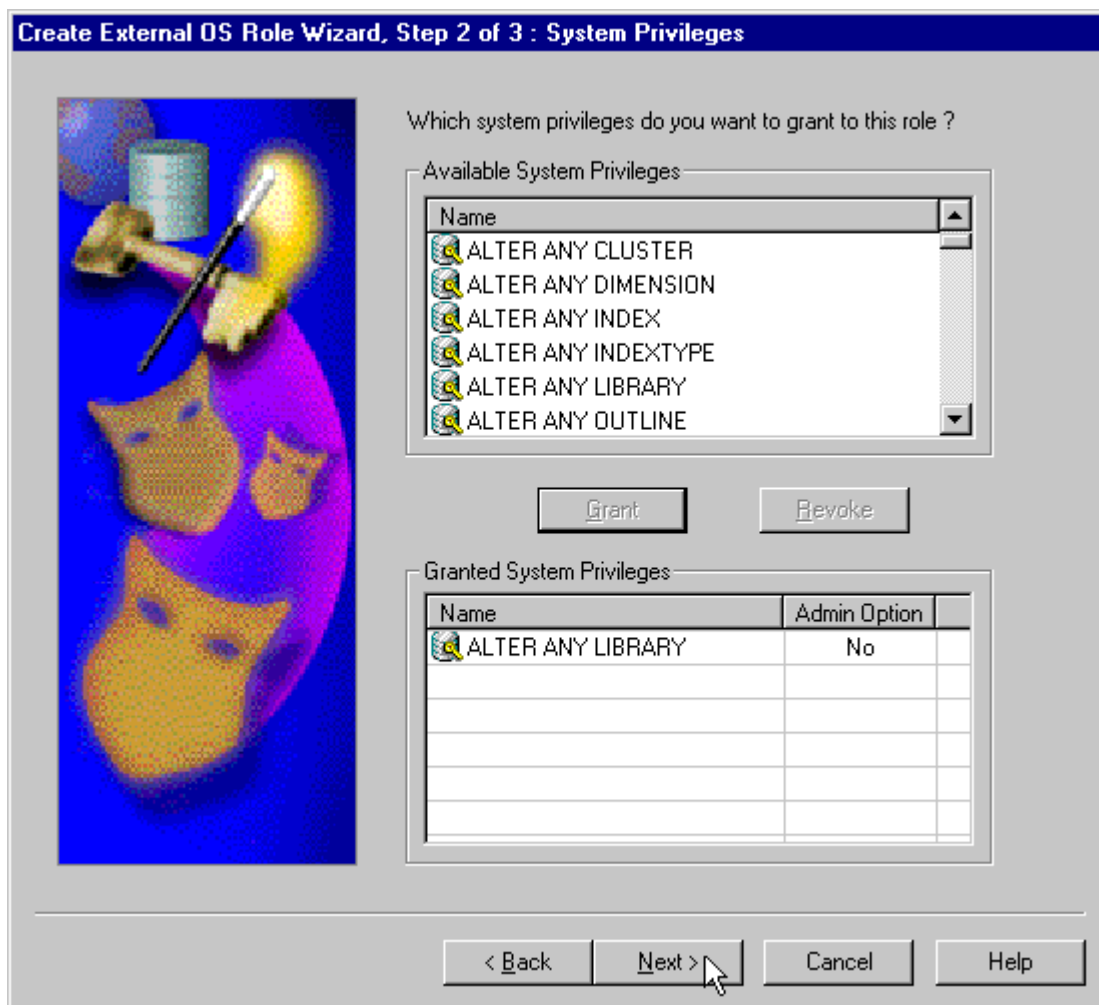 Create External OS Role Wizard, Step 2 of 3 : System Privileges
Which system privileges do you want to grant to this role ?
Available System Privileges
Name
ALTER ANY CLUSTER
ALTER ANY DIMENSION
ALTER ANY INDEX
ALTER ANY INDEXTYPE
ALTER ANY LIBRARY
ALTER ANY OUTLINE
Grant Revoke
Granted System Privileges
Name Admin Option
ALTER ANY LIBRARY No
< Back Next > Cancel Help